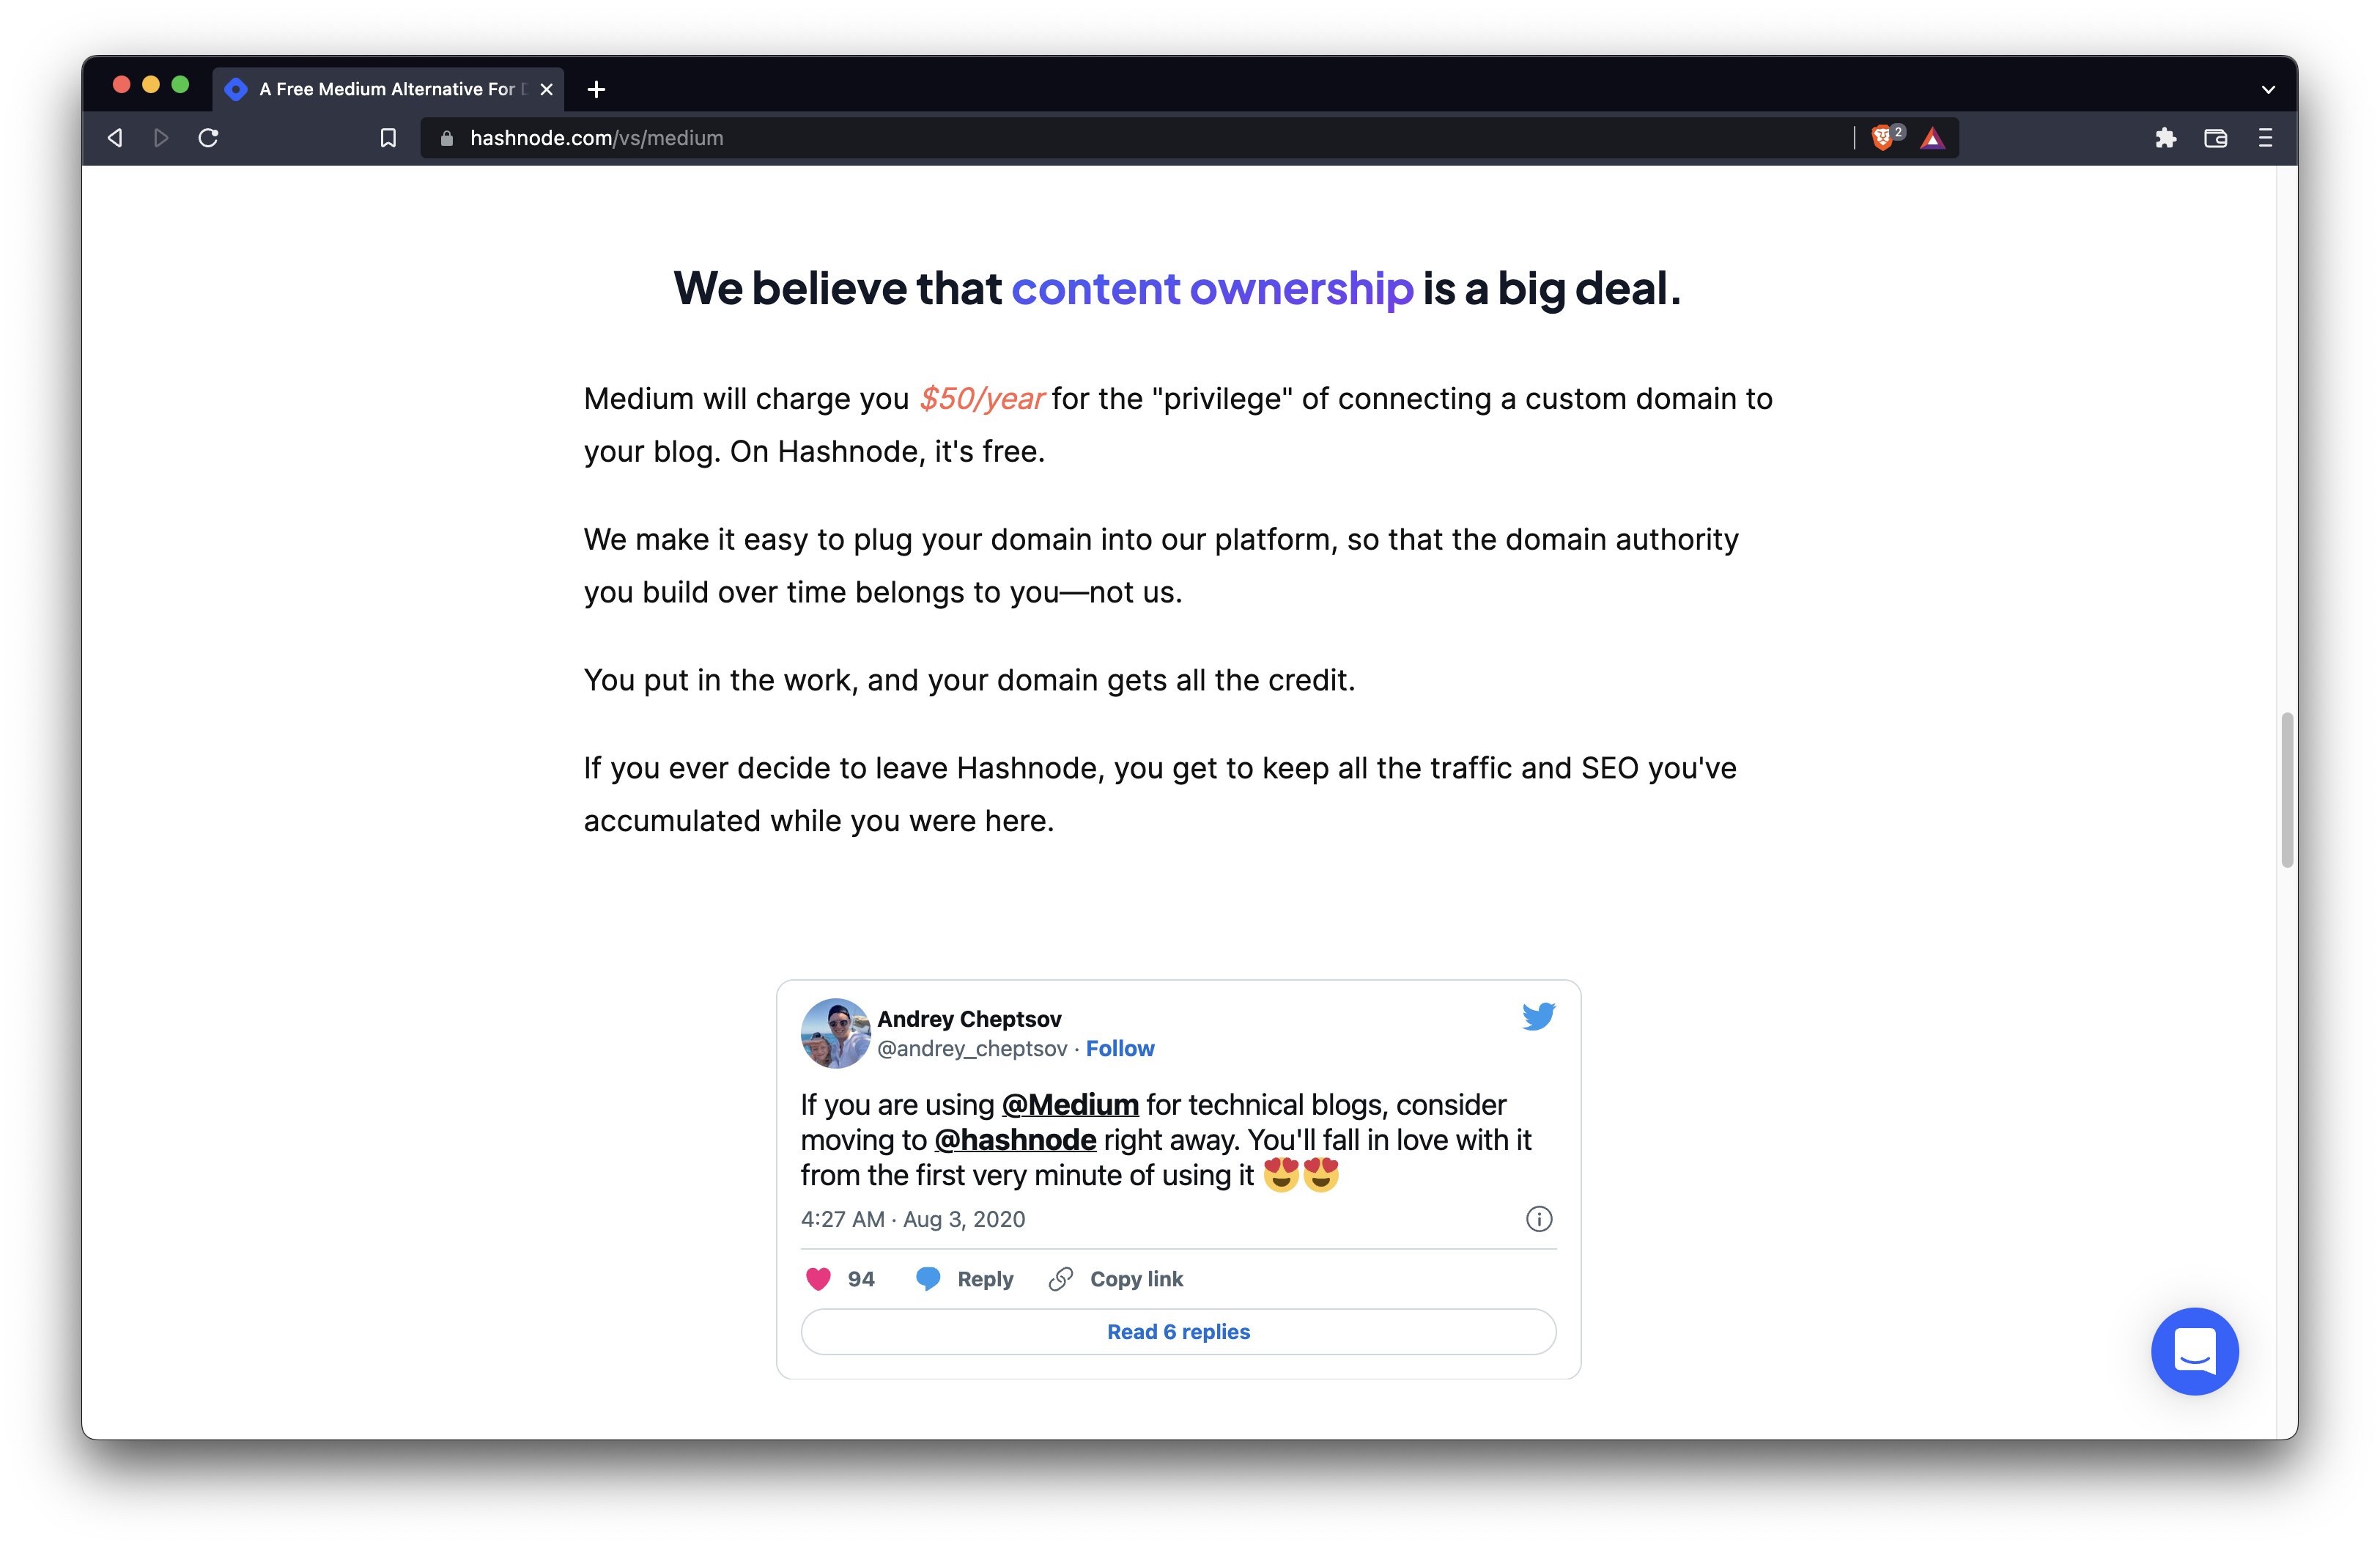 A Free Medium Alternative For
hashnode.com/vs/medium
2
We believe that content ownership is a big deal.
Medium will charge you $50/year for the "privilege" of connecting a custom domain to
your blog. On Hashnode, it's free.
We make it easy to plug your domain into our platform, so that the domain authority
you build over time belongs to you—not us.
You put in the work, and your domain gets all the credit.
If you ever decide to leave Hashnode, you get to keep all the traffic and SEO you've
accumulated while you were here.
Andrey Cheptsov
@andrey_cheptsov · Follow
If you are using @Medium for technical blogs, consider
moving to @hashnode right away. You'll fall in love with it
from the first very minute of using it 😍😍
4:27 AM · Aug 3, 2020
94 Reply Copy link
Read 6 replies